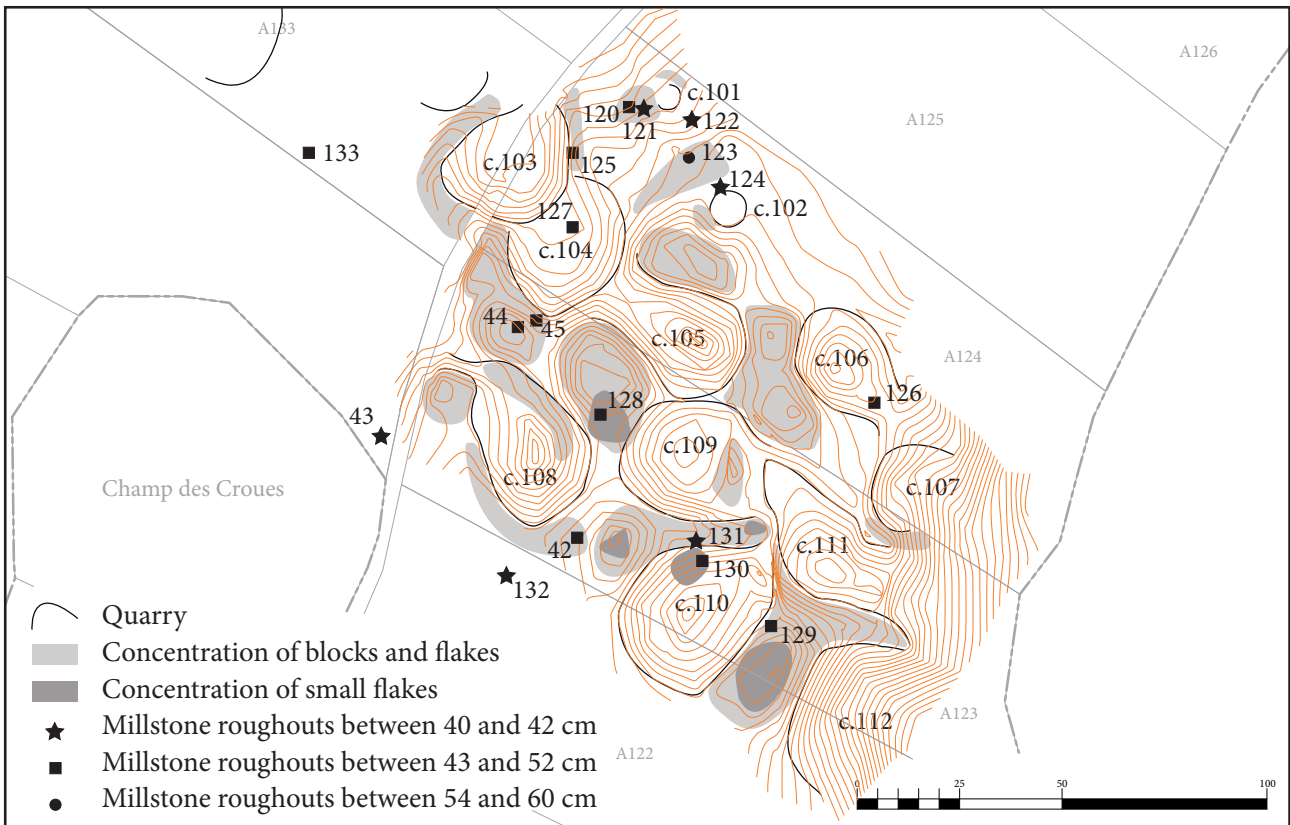 A133
A126
A125
c.101
120
121
122
133
c.103
125
123
124
c.102
127
c.104
44
45
c.105
c.106
A124
128
126
43
c.109
c.108
c.107
Champ des Croues
42
131
c.111
130
132
c.110
129
c.112
A123
A122
Quarry
Concentration of blocks and flakes
Concentration of small flakes
Millstone roughouts between 40 and 42 cm
Millstone roughouts between 43 and 52 cm
Millstone roughouts between 54 and 60 cm
0 25 50 100